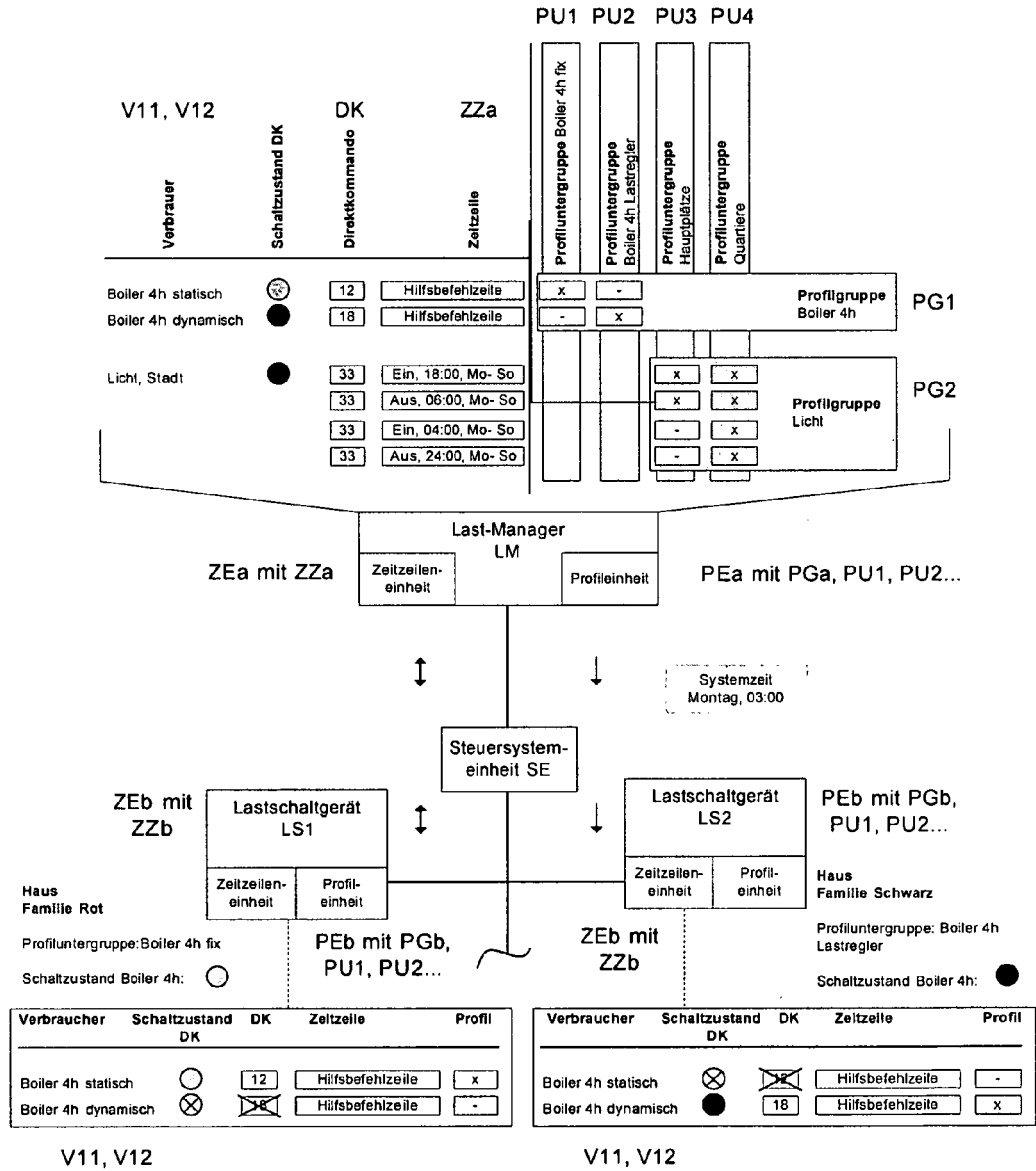 PU1 PU2 PU3 PU4
V11, V12 DK ZZa
Verbrauer
Schaltzustand DK
Direktkommando
Zeitzeile
Profiluntergruppe Boiler 4h fix
Profiluntergruppe
Boiler 4h Lastregler
Profiluntergruppe
Hauptplätze
Profiluntergruppe
Quartiere
Boiler 4h statisch 12 Hilfsbefehlzeile x -
Boiler 4h dynamisch 18 Hilfsbefehlzeile - x
Profilgruppe
Boiler 4h
PG1
Licht, Stadt 33 Ein, 18:00, Mo- So x x
33 Aus, 06:00, Mo- So x x
33 Ein, 04:00, Mo- So - x
33 Aus, 24:00, Mo- So - x
Profilgruppe
Licht
PG2
Last-Manager
LM
ZEa mit ZZa
Zeitzeilen-
einheit
Profileinheit
PEa mit PGa, PU1, PU2...
Systemzeit
Montag, 03:00
Steuersystem-
einheit SE
ZEb mit
ZZb
Lastschaltgerät
LS1
Zeitzeilen-
einheit
Profil-
einheit
Lastschaltgerät
LS2
Zeitzeilen-
einheit
Profil-
einheit
PEb mit PGb,
PU1, PU2...
Haus
Familie Rot
Profiluntergruppe:Boiler 4h fix
Schaltzustand Boiler 4h:
PEb mit PGb,
PU1, PU2...
ZEb mit
ZZb
Haus
Familie Schwarz
Profiluntergruppe: Boiler 4h
Lastregler
Schaltzustand Boiler 4h:
Verbraucher Schaltzustand DK Zeitzeile Profil
DK
Boiler 4h statisch 12 Hilfsbefehlzeile x
Boiler 4h dynamisch 18 Hilfsbefehlzeile -
V11, V12
Verbraucher Schaltzustand DK Zeitzeile Profil
DK
Boiler 4h statisch 12 Hilfsbefehlzeile -
Boiler 4h dynamisch 18 Hilfsbefehlzeile x
V11, V12